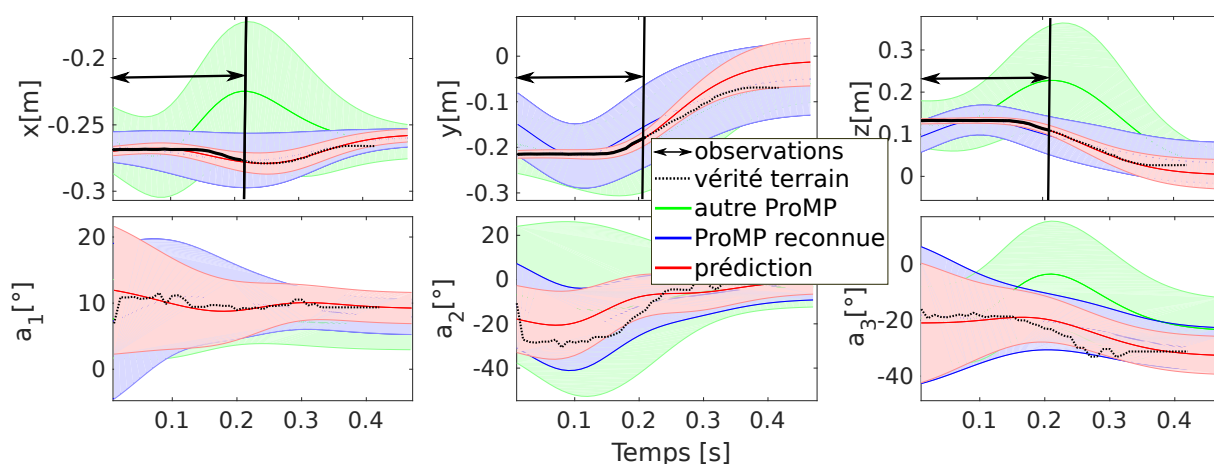 -0.2
-0.25
-0.3
x[m]
0
-0.1
-0.2
-0.3
y[m]
0.3
0.2
0.1
0
z[m]
observations
vérité terrain
autre ProMP
ProMP reconnue
prédiction
20
10
0
a1[°]
20
0
-20
-40
a2[°]
0
-20
-40
a3[°]
0.1 0.2 0.3 0.4
0.1 0.2 0.3 0.4
0.1 0.2 0.3 0.4
Temps [s]